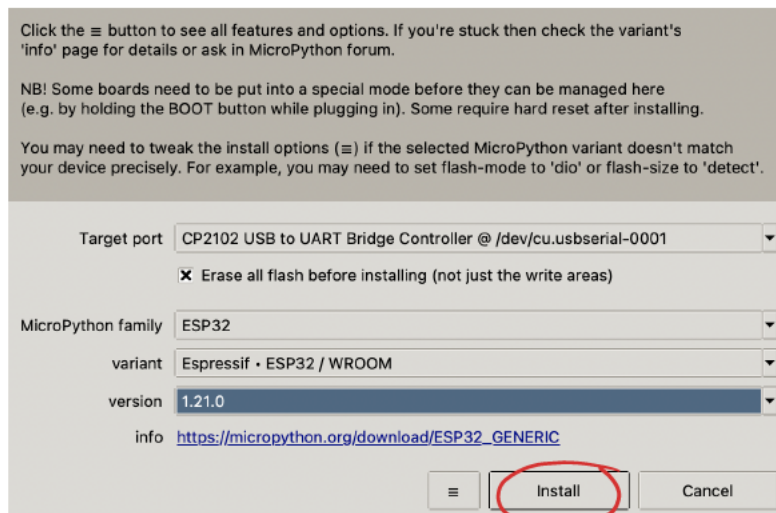 Click the ≡ button to see all features and options. If you're stuck then check the variant's
'info' page for details or ask in MicroPython forum.
NB! Some boards need to be put into a special mode before they can be managed here
(e.g. by holding the BOOT button while plugging in). Some require hard reset after installing.
You may need to tweak the install options (≡) if the selected MicroPython variant doesn't match
your device precisely. For example, you may need to set flash-mode to 'dio' or flash-size to 'detect'.
Target port CP2102 USB to UART Bridge Controller @ /dev/cu.usbserial-0001
Erase all flash before installing (not just the write areas)
MicroPython family ESP32
variant Espressif • ESP32 / WROOM
version 1.21.0
info https://micropython.org/download/ESP32_GENERIC
≡ Install Cancel